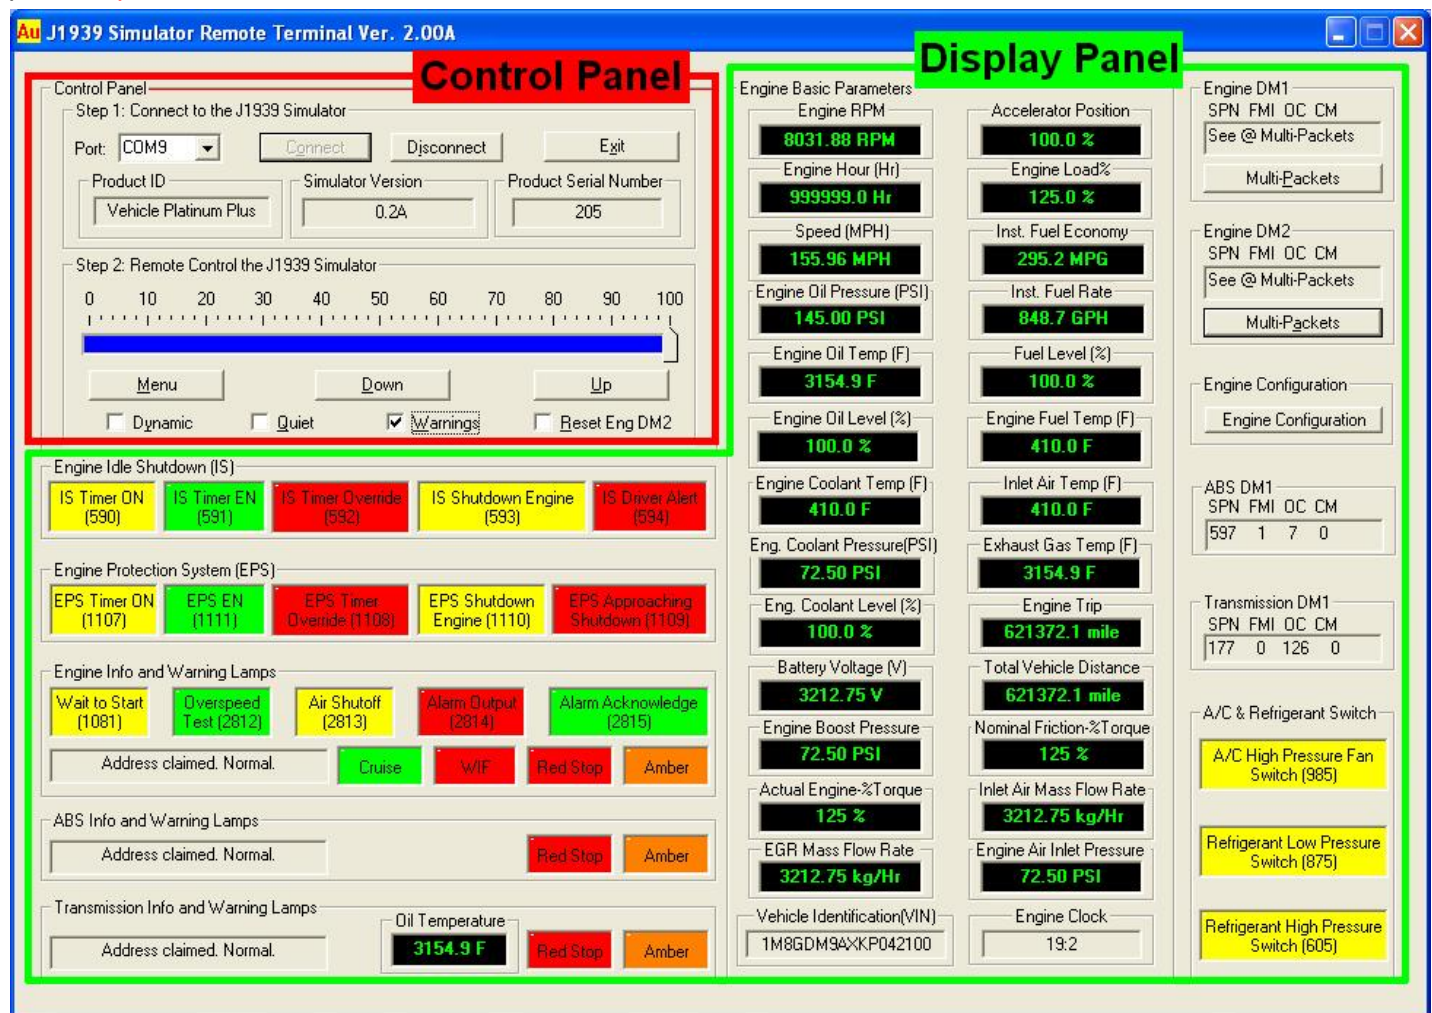 Au J1939 Simulator Remote Terminal Ver. 2.00A
Control Panel
Display Panel
Control Panel
Step 1: Connect to the J1939 Simulator
Port: COM9
Connect
Disconnect
Exit
Product ID
Simulator Version
Product Serial Number
Vehicle Platinum Plus
0.2A
205
Step 2: Remote Control the J1939 Simulator
0 10 20 30 40 50 60 70 80 90 100
Menu
Down
Up
Dynamic
Quiet
Warnings
Reset Eng DM2
Engine Idle Shutdown (IS)
IS Timer ON
(590)
IS Timer EN
(591)
IS Timer Override
(592)
IS Shutdown Engine
(593)
IS Driver Alert
(594)
Engine Protection System (EPS)
EPS Timer ON
(1107)
EPS EN
(1111)
EPS Timer
Override (1108)
EPS Shutdown
Engine (1110)
EPS Approaching
Shutdown (1109)
Engine Info and Warning Lamps
Wait to Start
(1081)
Overspeed
Test (2812)
Air Shutoff
(2813)
Alarm Output
(2814)
Alarm Acknowledge
(2815)
Address claimed. Normal.
Cruise
WIF
Red Stop
Amber
ABS Info and Warning Lamps
Address claimed. Normal.
Red Stop
Amber
Transmission Info and Warning Lamps
Address claimed. Normal.
Oil Temperature
3154.9 F
Red Stop
Amber
Engine Basic Parameters
Engine RPM
8031.88 RPM
Accelerator Position
100.0 %
Engine Hour (Hr)
999999.0 Hr
Engine Load%
125.0 %
Speed (MPH)
155.96 MPH
Inst. Fuel Economy
295.2 MPG
Engine Oil Pressure (PSI)
145.00 PSI
Inst. Fuel Rate
848.7 GPH
Engine Oil Temp (F)
3154.9 F
Fuel Level (%)
100.0 %
Engine Oil Level (%)
100.0 %
Engine Fuel Temp (F)
410.0 F
Engine Coolant Temp (F)
410.0 F
Inlet Air Temp (F)
410.0 F
Eng. Coolant Pressure(PSI)
72.50 PSI
Exhaust Gas Temp (F)
3154.9 F
Eng. Coolant Level (%)
100.0 %
Engine Trip
621372.1 mile
Battery Voltage (V)
3212.75 V
Total Vehicle Distance
621372.1 mile
Engine Boost Pressure
72.50 PSI
Nominal Friction-%Torque
125 %
Actual Engine-%Torque
125 %
Inlet Air Mass Flow Rate
3212.75 kg/Hr
EGR Mass Flow Rate
3212.75 kg/Hr
Engine Air Inlet Pressure
72.50 PSI
Vehicle Identification(VIN)
1M8GDM9AXKP042100
Engine Clock
19:2
Engine DM1
SPN FMI OC CM
See @ Multi-Packets
Multi-Packets
Engine DM2
SPN FMI OC CM
See @ Multi-Packets
Multi-Packets
Engine Configuration
Engine Configuration
ABS DM1
SPN FMI OC CM
597 1 7 0
Transmission DM1
SPN FMI OC CM
177 0 126 0
A/C & Refrigerant Switch
A/C High Pressure Fan
Switch (985)
Refrigerant Low Pressure
Switch (875)
Refrigerant High Pressure
Switch (605)